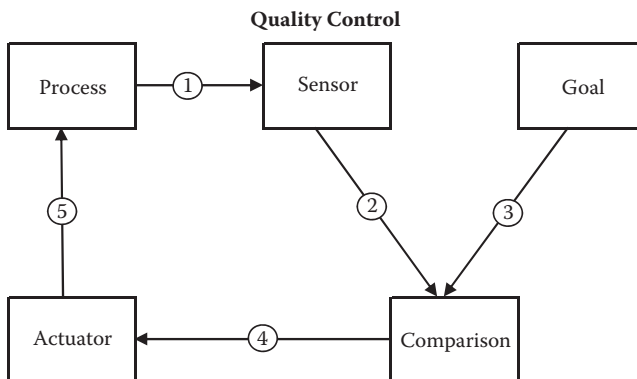 Quality Control
Process
1
Sensor
Goal
2
3
5
Actuator
4
Comparison